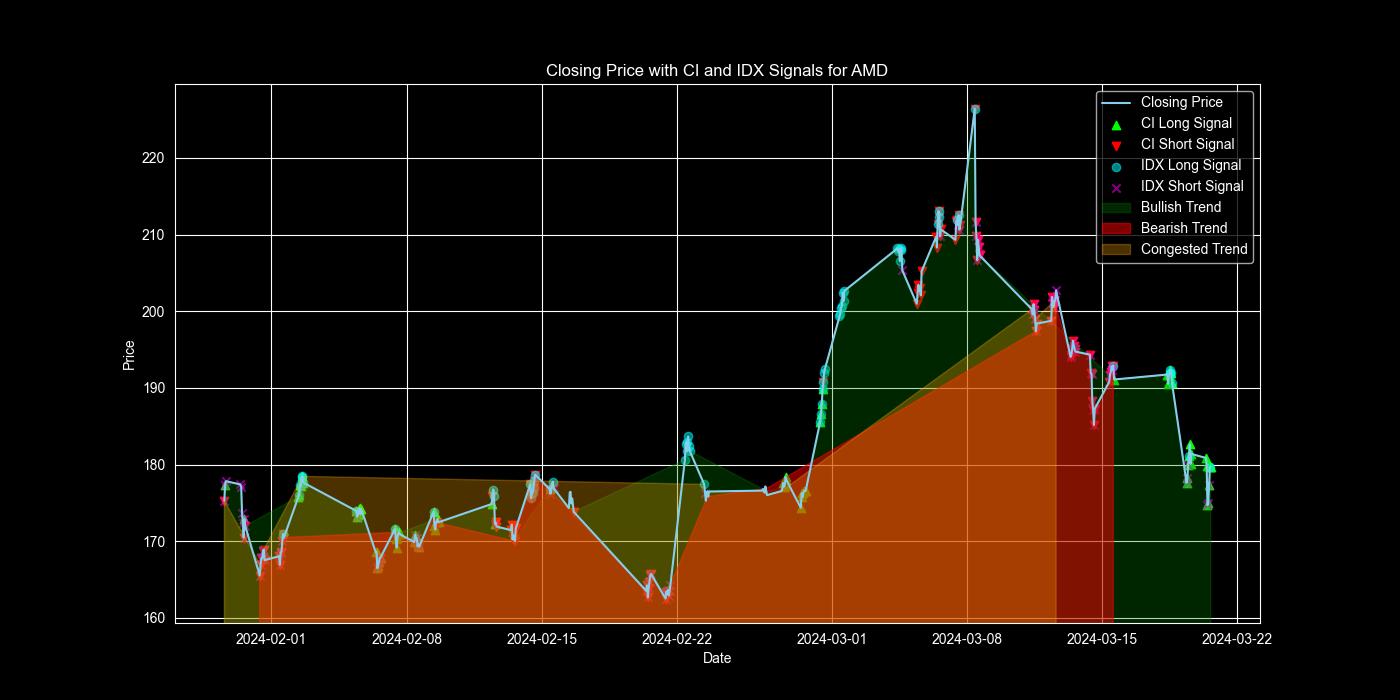 Closing Price with CI and IDX Signals for AMD
Closing Price
CI Long Signal
CI Short Signal
IDX Long Signal
IDX Short Signal
Bullish Trend
Bearish Trend
Congested Trend
Price
220
210
200
190
180
170
160
2024-02-01
2024-02-08
2024-02-15
2024-02-22
2024-03-01
2024-03-08
2024-03-15
2024-03-22
Date